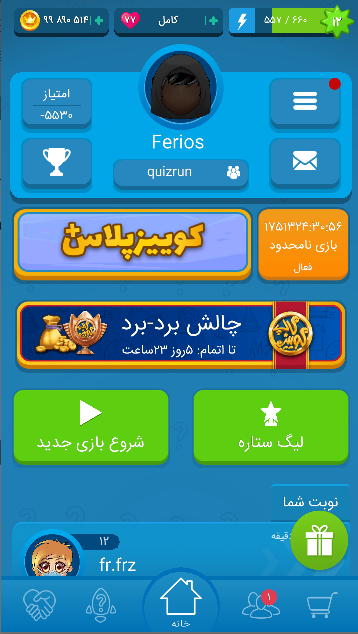 ۹۹ ۸۹۰ ۵۱۴
۷۷
کامل
۵۵۷ / ۶۶۰
۱۲
امتیاز
-۵۵۳۰
Ferios
quizrun
کوییزپلاس+
۱۷۵۱۳۲۴:۳۰:۵۶
بازی نامحدود
فعال
چالش برد-برد
تا اتمام: ۵روز ۲۳ساعت
شروع بازی جدید
لیگ ستاره
نوبت شما
دقیقه
۱۲
fr.frz
خانه
۱